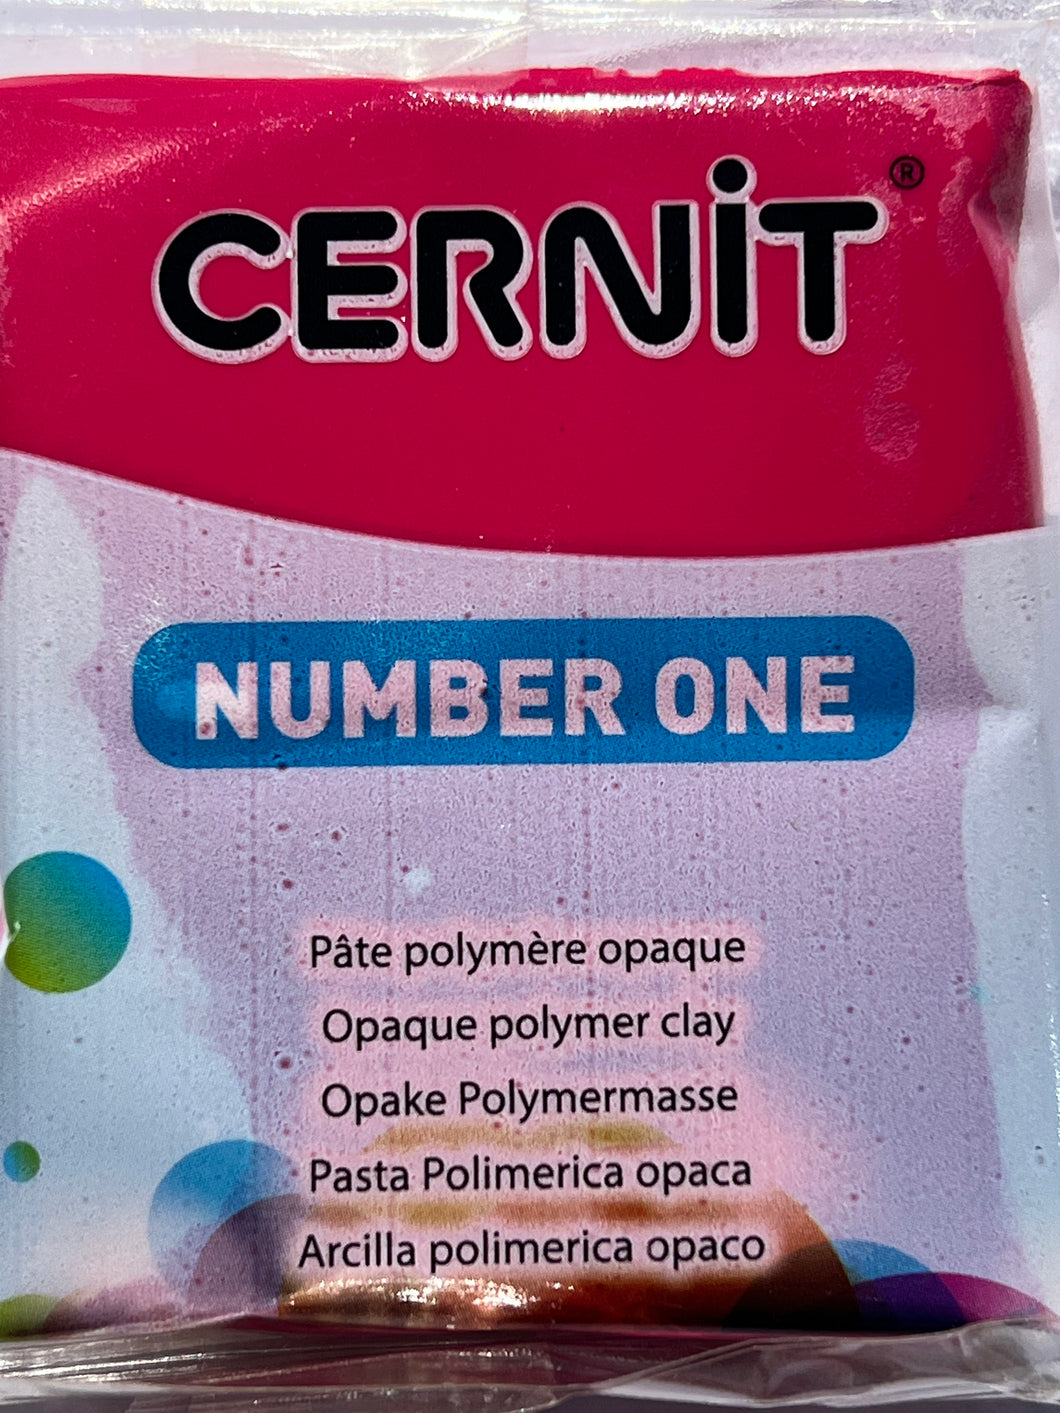 CERNiT ®
NUMBER ONE
Pâte polymère opaque
Opaque polymer clay
Opake Polymermasse
Pasta Polimerica opaca
Arcilla polimerica opaco